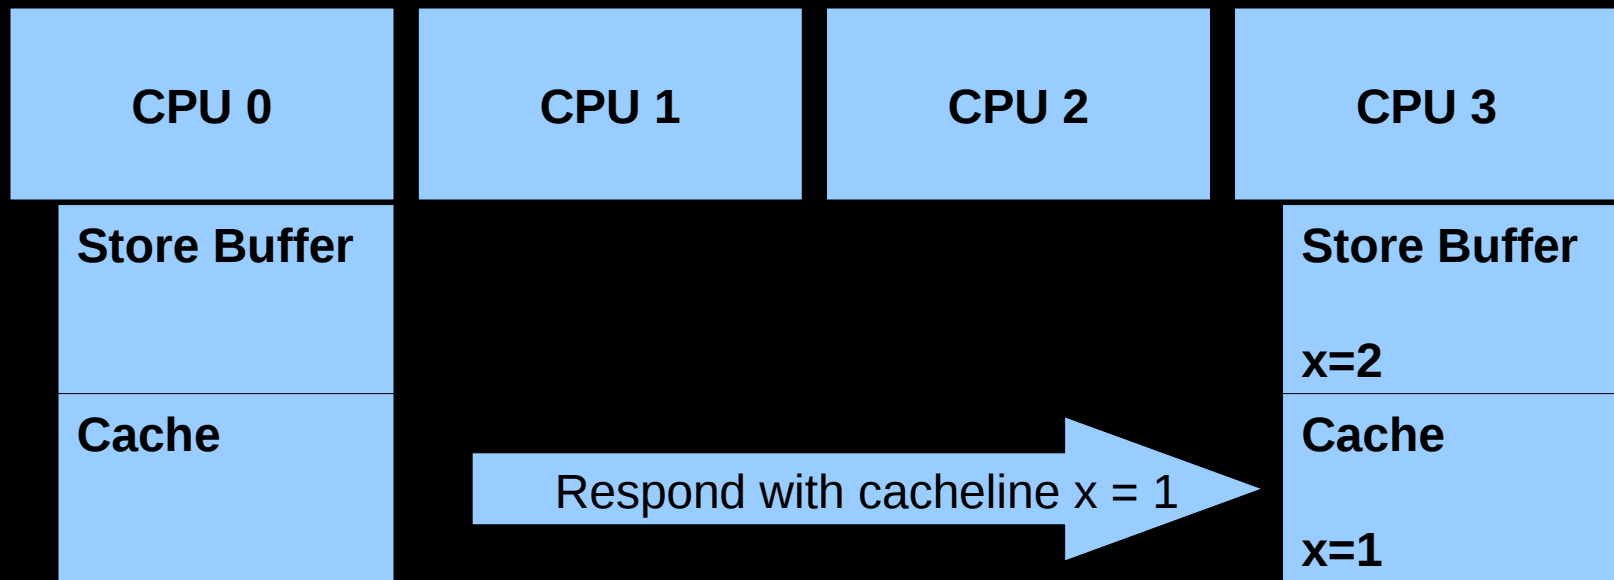 CPU 0
CPU 1
CPU 2
CPU 3
Store Buffer
Store Buffer
x=2
Cache
Cache
Respond with cacheline x = 1
x=1